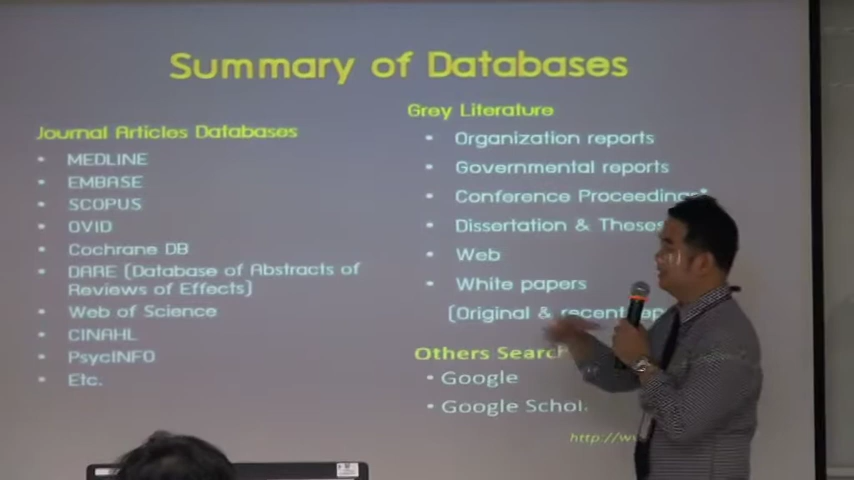 Summary of Databases
Journal Articles Databases
• MEDLINE
• EMBASE
• SCOPUS
• OVID
• Cochrane DB
• DARE (Database of Abstracts of
Reviews of Effects)
• Web of Science
• CINAHL
• PsycINFO
• Etc.
Grey Literature
• Organization reports
• Governmental reports
• Conference Proceedings
• Dissertation & Theses
• Web
• White papers
(Original & recent
Others Search
• Google
• Google
http://w